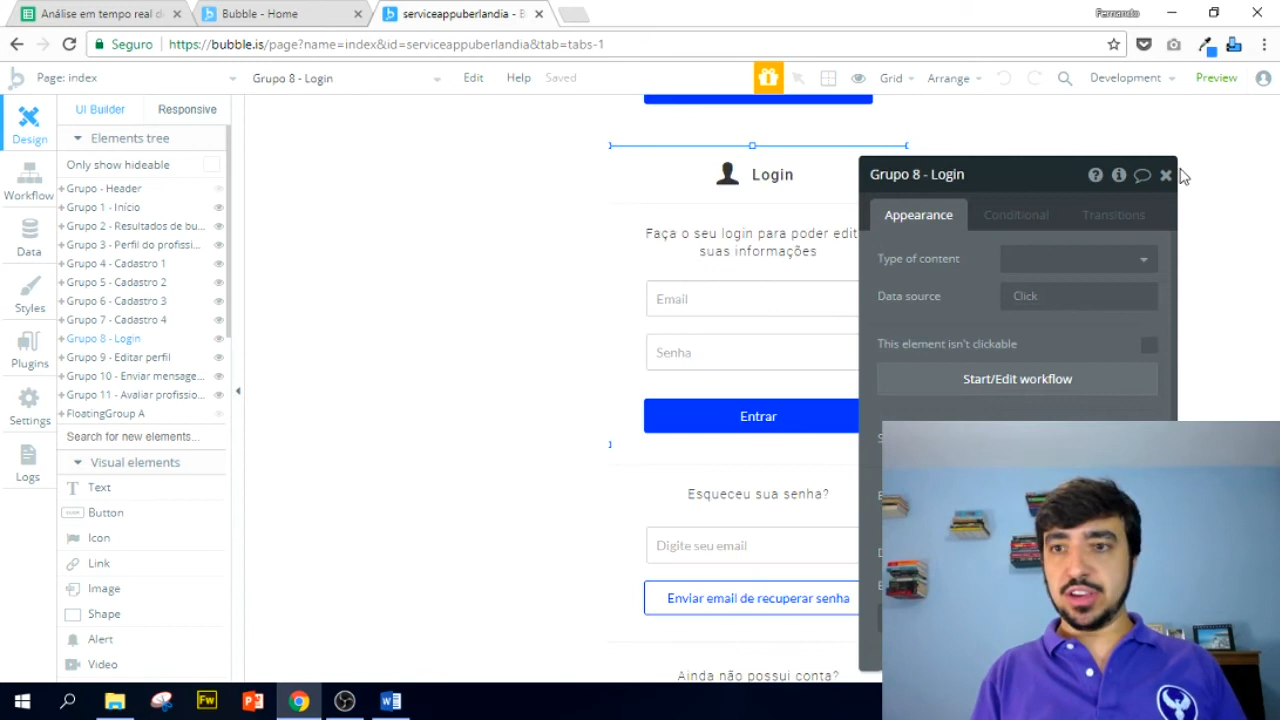 Análise em tempo real d
Bubble - Home
serviceappuberlandia - B
Fernando
Seguro
https://bubble.is/page?name=index&id=serviceappuberlandia&tab=tabs-1
Page: index
Grupo 8 - Login
Edit
Help
Saved
Grid
Arrange
Development
Preview
Design
Workflow
Data
Styles
Plugins
Settings
Logs
UI Builder
Responsive
Elements tree
Only show hideable
Grupo - Header
Grupo 1 - Início
Grupo 2 - Resultados de bu...
Grupo 3 - Perfil do profissi...
Grupo 4 - Cadastro 1
Grupo 5 - Cadastro 2
Grupo 6 - Cadastro 3
Grupo 7 - Cadastro 4
Grupo 8 - Login
Grupo 9 - Editar perfil
Grupo 10 - Enviar mensage...
Grupo 11 - Avaliar profissio...
FloatingGroup A
Search for new elements...
Visual elements
Text
CLICK
Button
Icon
Link
Image
Shape
Alert
Video
Login
Faça o seu login para poder edit
suas informações
Email
Senha
Entrar
Esqueceu sua senha?
Digite seu email
Enviar email de recuperar senha
Ainda não possui conta?
Grupo 8 - Login
Appearance
Conditional
Transitions
Type of content
Data source
Click
This element isn't clickable
Start/Edit workflow
Fw